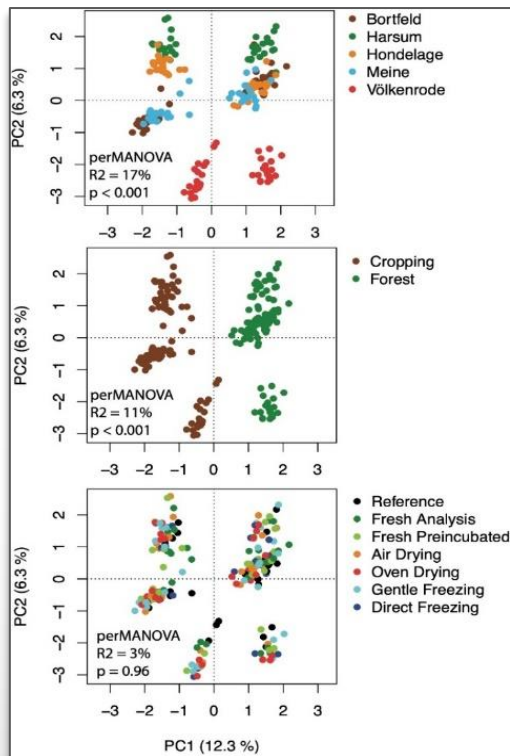 Bortfeld
Harsum
Hondelage
Meine
Völkenrode
PC2 (6.3 %)
2
1
0
−1
−2
−3
perMANOVA
R2 = 17%
p < 0.001
−3 −2 −1 0 1 2 3
Cropping
Forest
PC2 (6.3 %)
2
1
0
−1
−2
−3
perMANOVA
R2 = 11%
p < 0.001
−3 −2 −1 0 1 2 3
Reference
Fresh Analysis
Fresh Preincubated
Air Drying
Oven Drying
Gentle Freezing
Direct Freezing
PC2 (6.3 %)
2
1
0
−1
−2
−3
perMANOVA
R2 = 3%
p = 0.96
−3 −2 −1 0 1 2 3
PC1 (12.3 %)